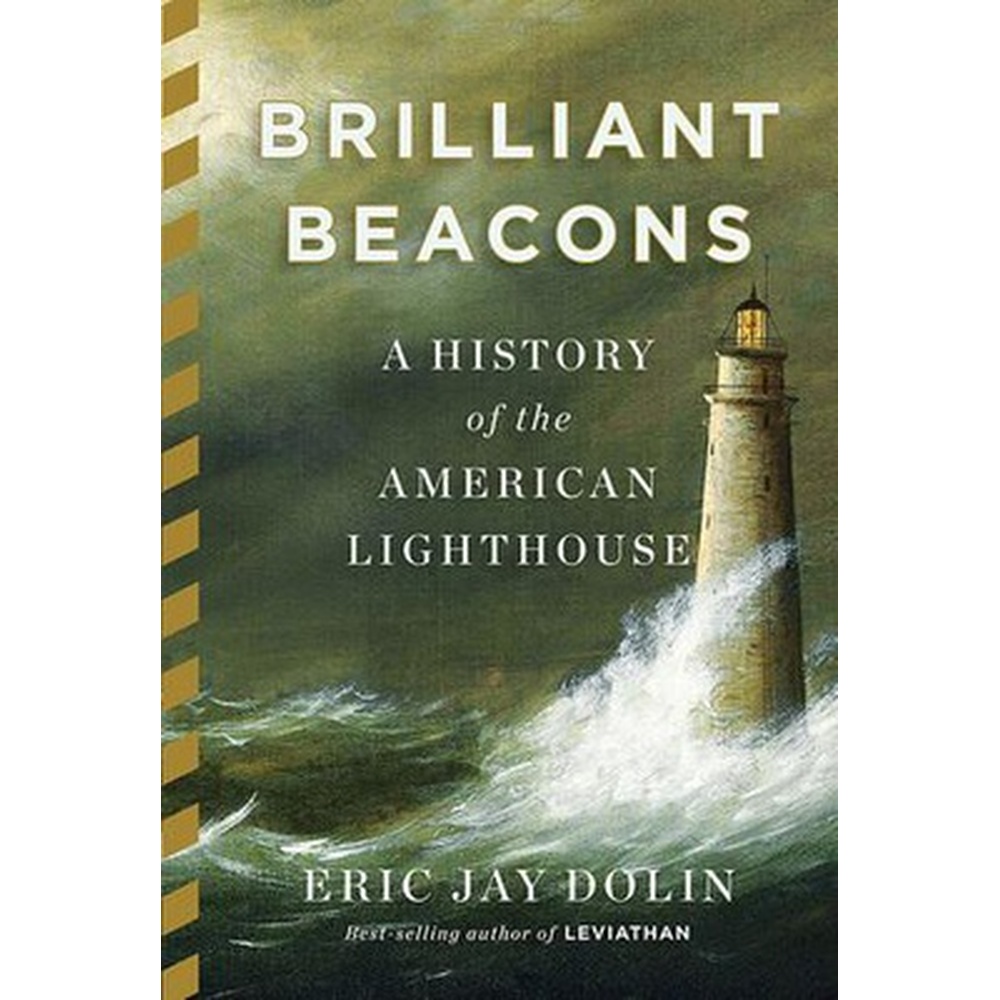 BRILLIANT
BEACONS
A HISTORY
of the
AMERICAN
LIGHTHOUSE
ERIC JAY DOLIN
Best-selling author of LEVIATHAN